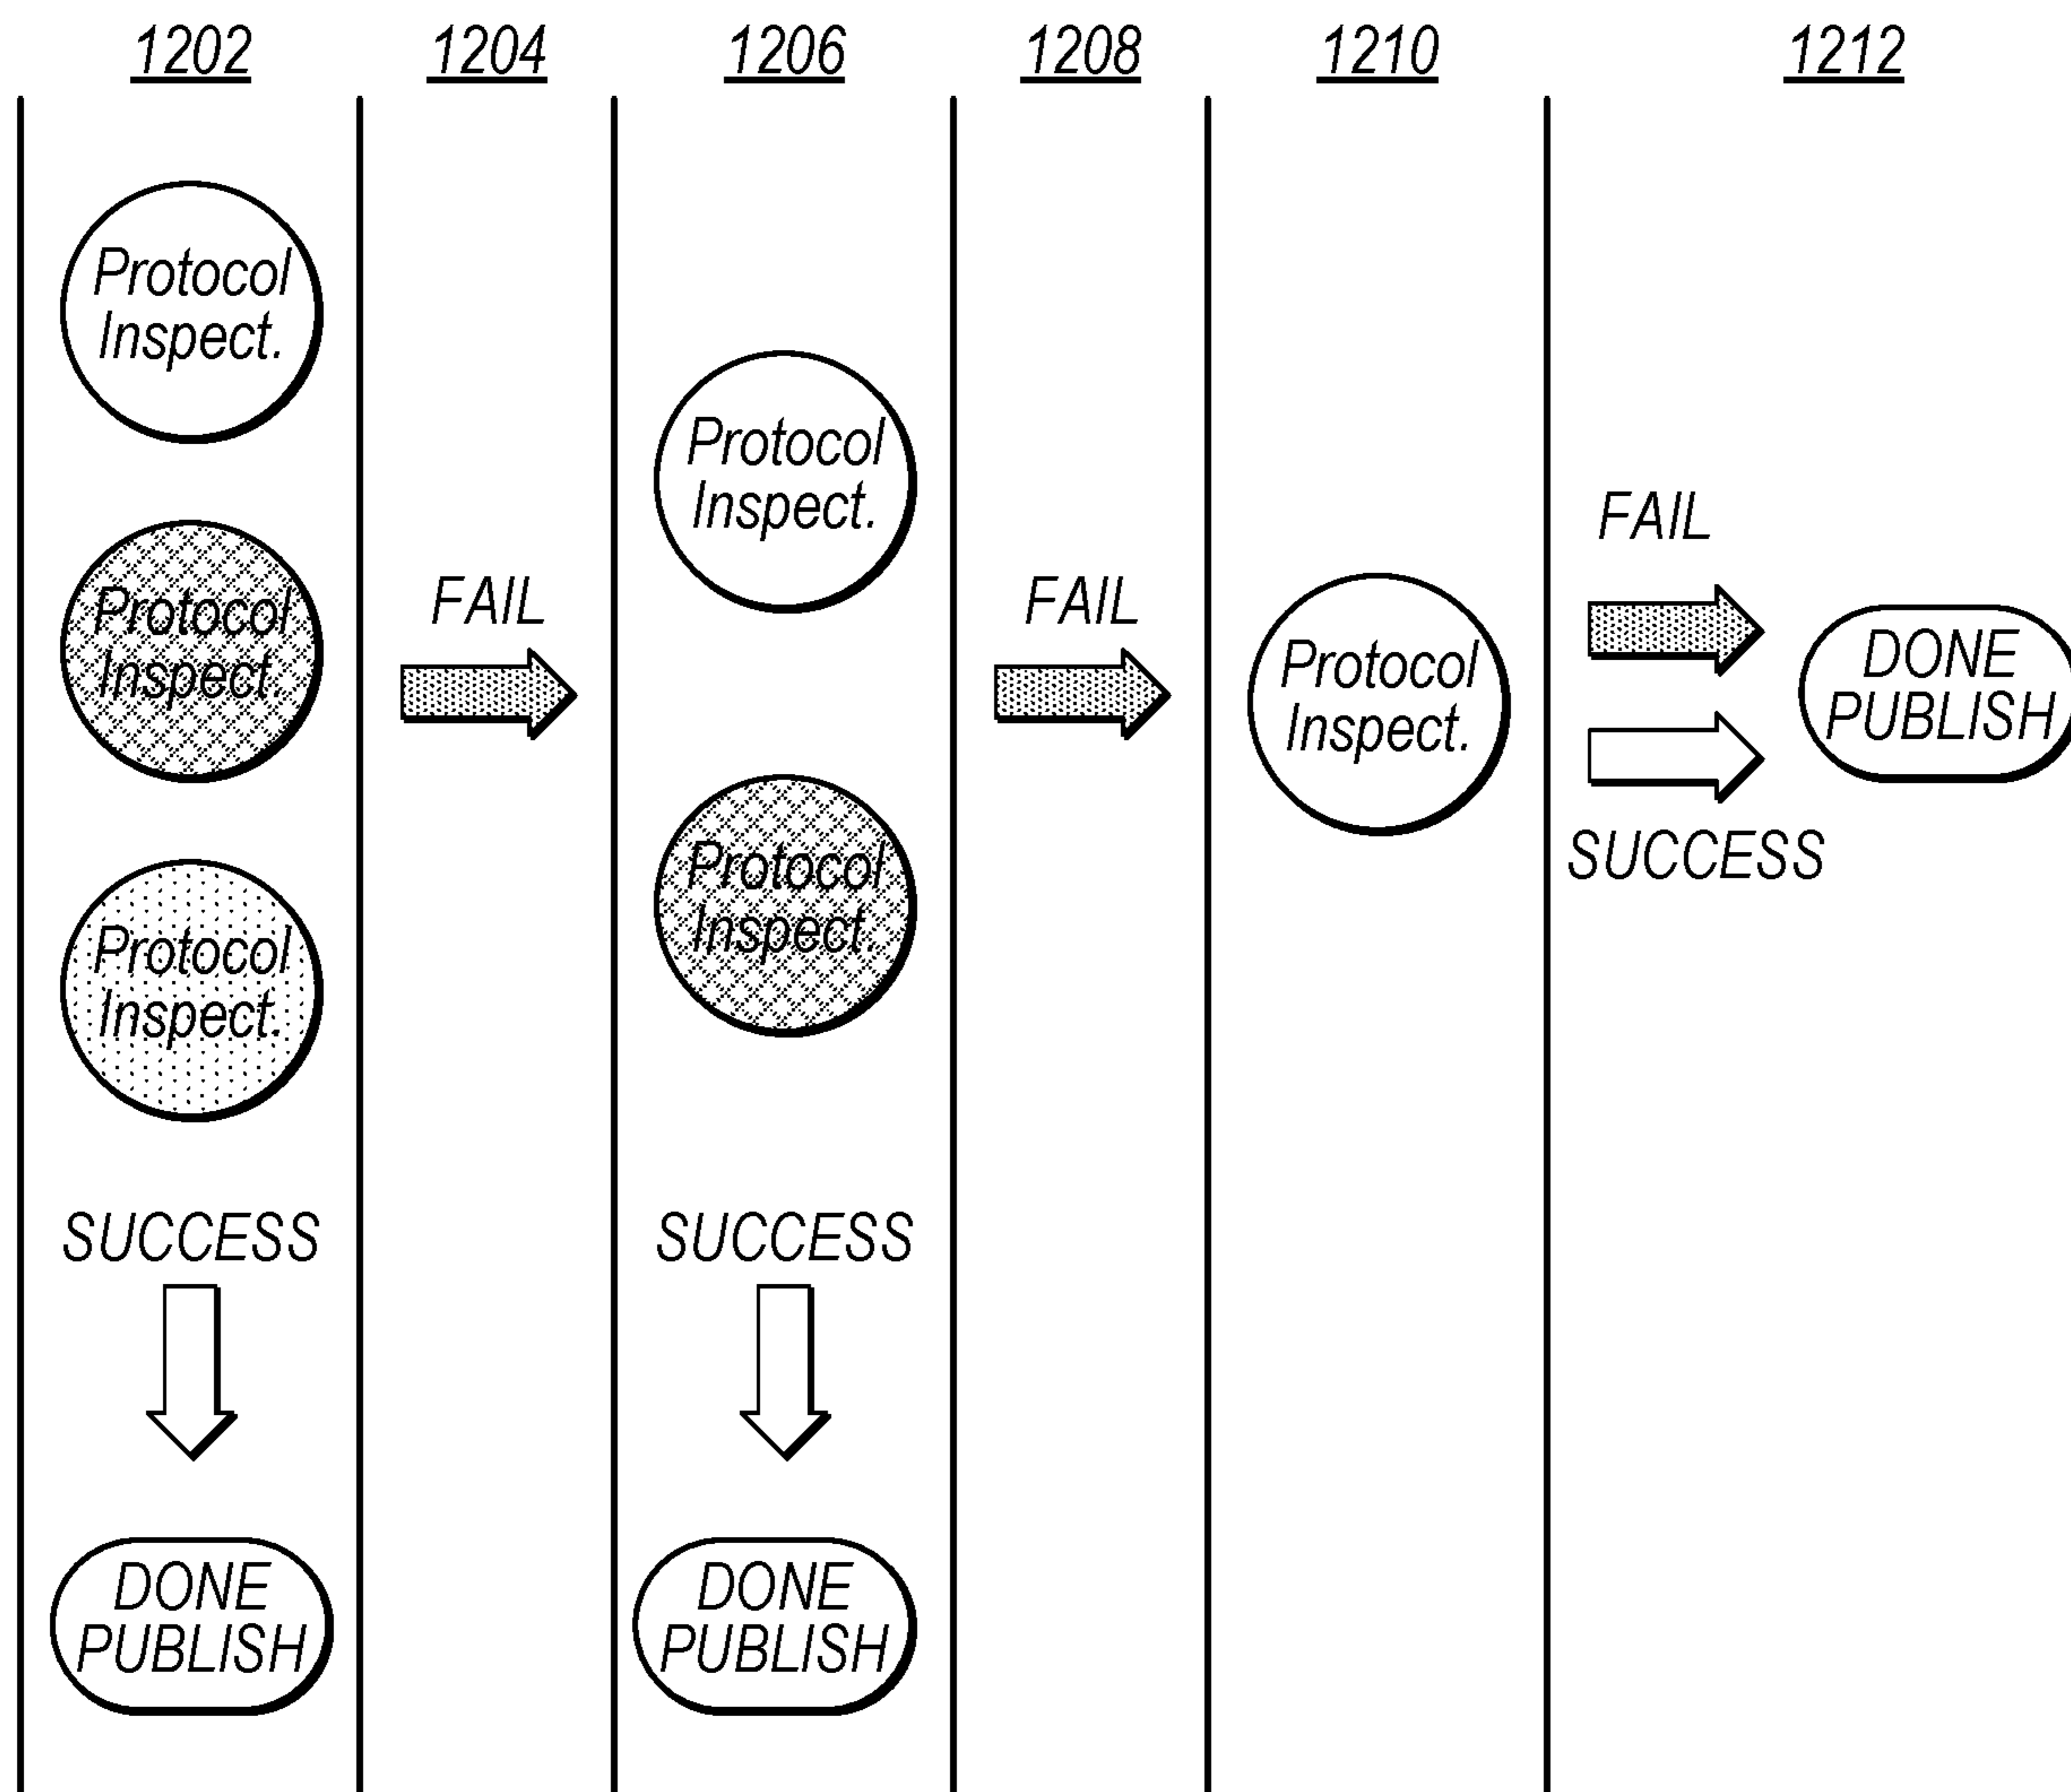 1202
1204
1206
1208
1210
1212
Protocol
Inspect.
Protocol
Inspect.
Protocol
Inspect.
SUCCESS
DONE
PUBLISH
FAIL
Protocol
Inspect.
Protocol
Inspect.
SUCCESS
DONE
PUBLISH
FAIL
Protocol
Inspect.
FAIL
SUCCESS
DONE
PUBLISH